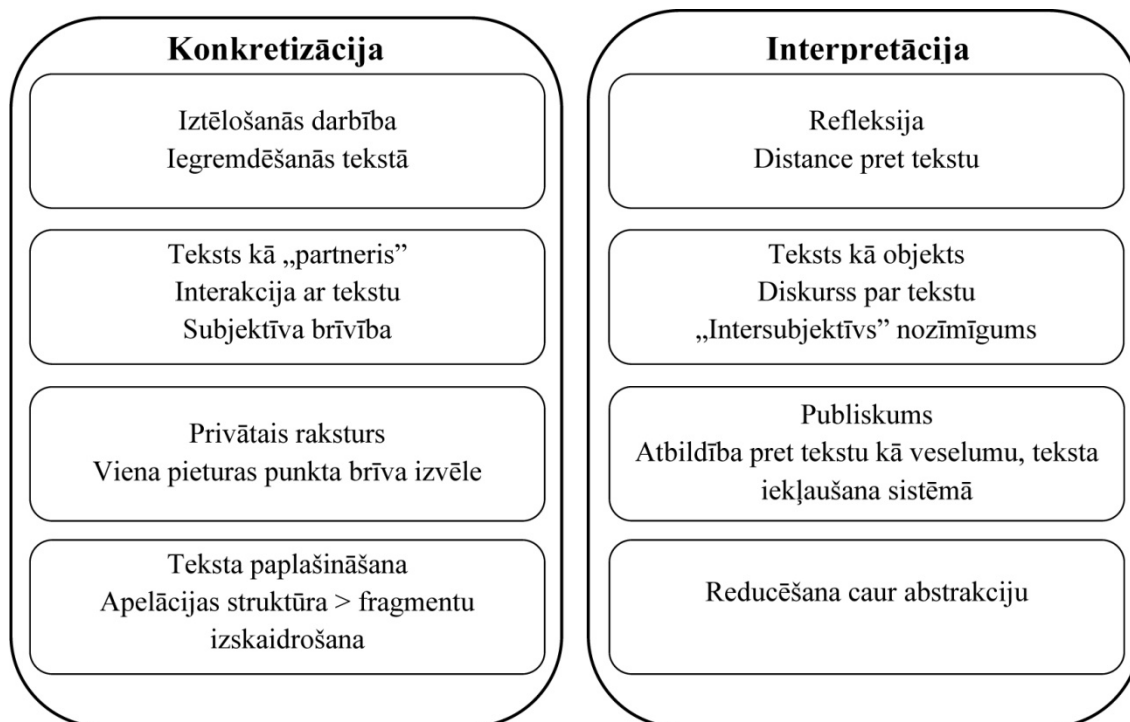 Konkretizācija
Iztēlošanās darbība
Iegremdēšanās tekstā
Teksts kā „partneris”
Interakcija ar tekstu
Subjektīva brīvība
Privātais raksturs
Viena pieturas punkta brīva izvēle
Teksta paplašināšana
Apelācijas struktūra > fragmentu
izskaidrošana
Interpretācija
Refleksija
Distance pret tekstu
Teksts kā objekts
Diskurss par tekstu
„Intersubjektīvs” nozīmīgums
Publiskums
Atbildība pret tekstu kā veselumu, teksta
iekļaušana sistēmā
Reducēšana caur abstrakciju